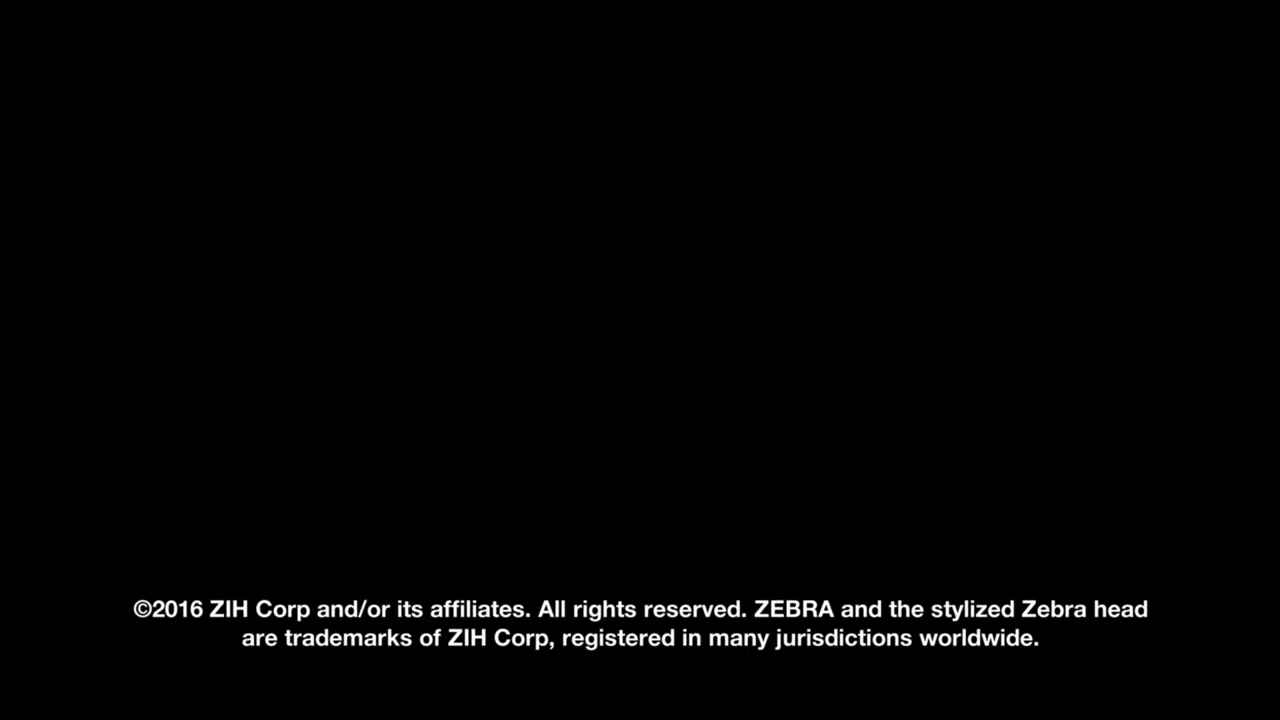 ©2016 ZIH Corp and/or its affiliates. All rights reserved. ZEBRA and the stylized Zebra head
are trademarks of ZIH Corp, registered in many jurisdictions worldwide.